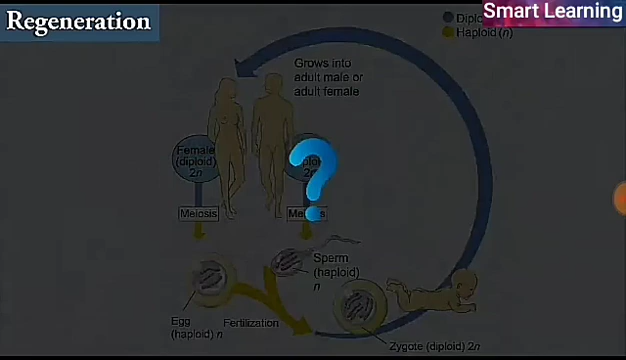 Regeneration
Smart Learning
Haploid (n)
Grows into
adult male or
adult female
Female
(diploid)
2n
Meiosis
Sperm
(haploid)
n
Egg
(haploid) n
Fertilization
Zygote (diploid) 2n